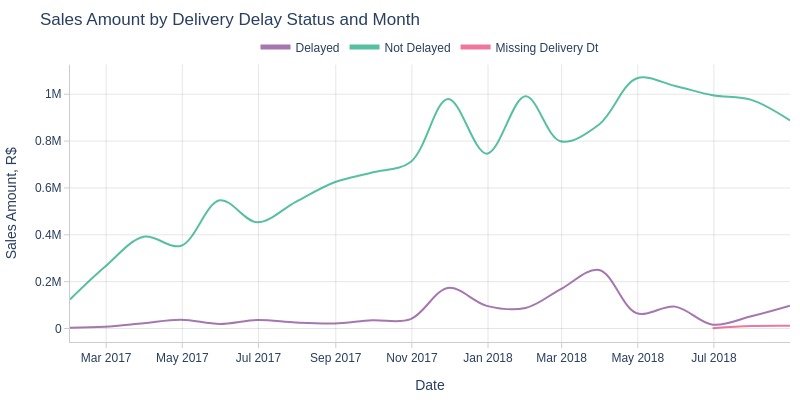 Sales Amount by Delivery Delay Status and Month
Delayed Not Delayed Missing Delivery Dt
1M
0.8M
0.6M
0.4M
0.2M
0
Sales Amount, R$
Mar 2017 May 2017 Jul 2017 Sep 2017 Nov 2017 Jan 2018 Mar 2018 May 2018 Jul 2018
Date